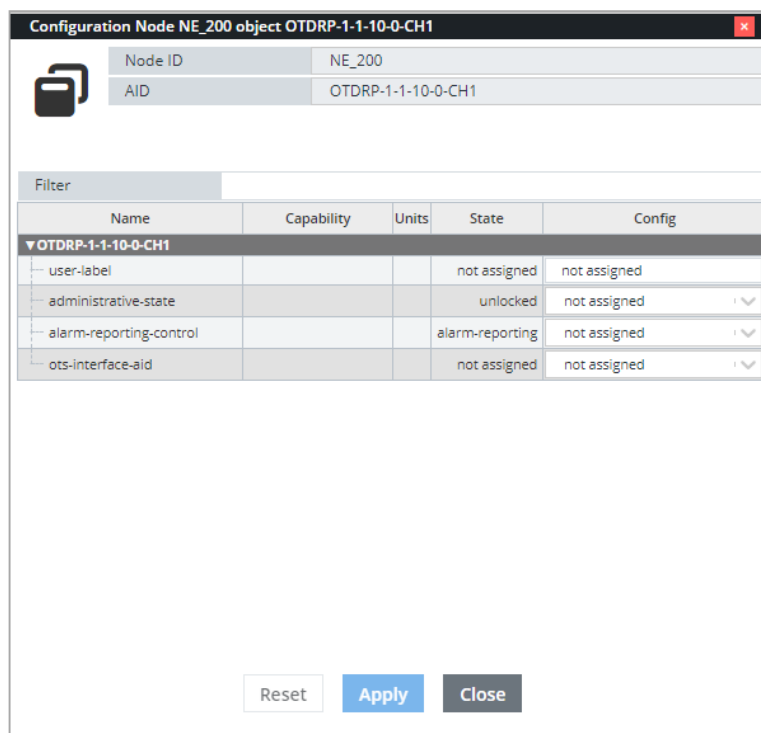 Configuration Node NE_200 object OTDRP-1-1-10-0-CH1
Node ID NE_200
AID OTDRP-1-1-10-0-CH1
Filter
Name Capability Units State Config
▼OTDRP-1-1-10-0-CH1
user-label not assigned not assigned
administrative-state unlocked not assigned
alarm-reporting-control alarm-reporting not assigned
ots-interface-aid not assigned not assigned
Reset Apply Close